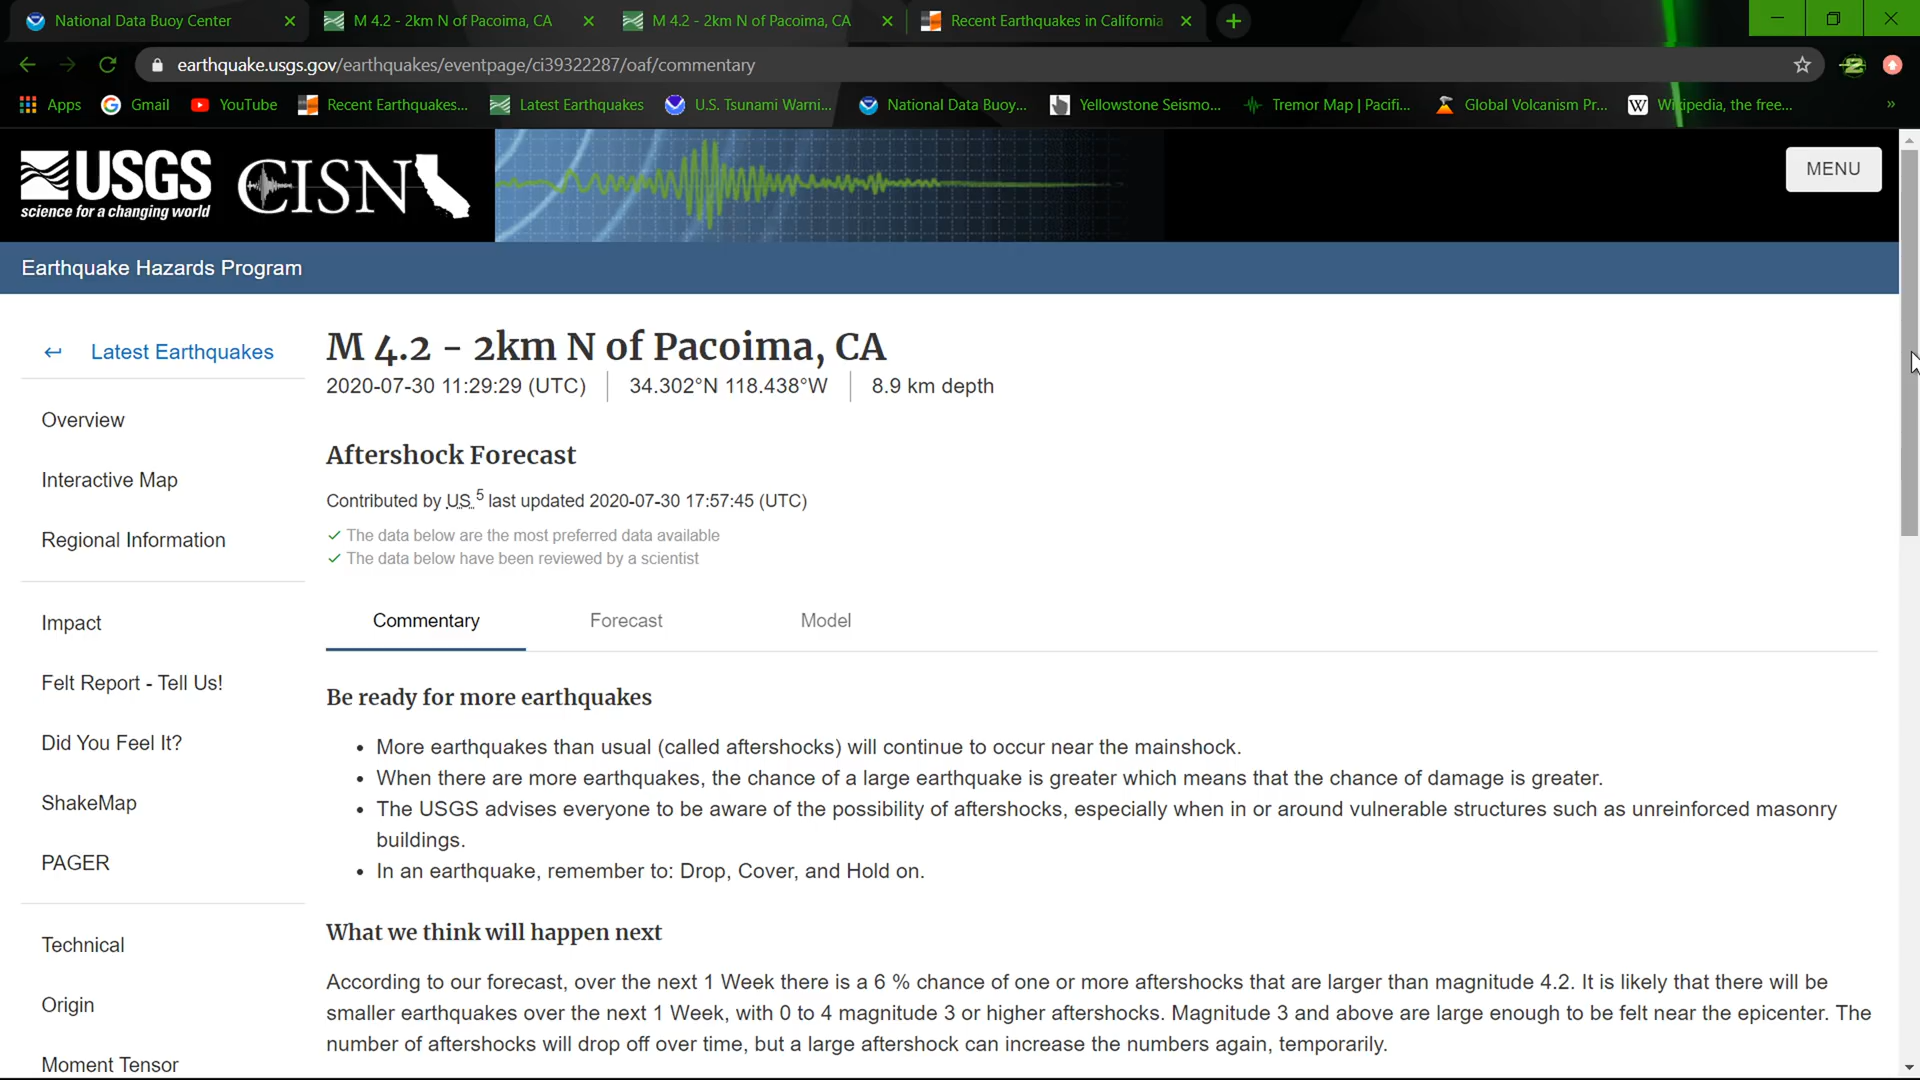 National Data Buoy Center
M 4.2 - 2km N of Pacoima, CA
M 4.2 - 2km N of Pacoima, CA
Recent Earthquakes in California
earthquake.usgs.gov/earthquakes/eventpage/ci39322287/oaf/commentary
Apps
Gmail
YouTube
Recent Earthquakes...
Latest Earthquakes
U.S. Tsunami Warni...
National Data Buoy...
Yellowstone Seismo...
Tremor Map | Pacifi...
Global Volcanism Pr...
W
Wikipedia, the free...
»
USGS
science for a changing world
CISN
MENU
Earthquake Hazards Program
Latest Earthquakes
Overview
Interactive Map
Regional Information
Impact
Felt Report - Tell Us!
Did You Feel It?
ShakeMap
PAGER
Technical
Origin
Moment Tensor
M 4.2 - 2km N of Pacoima, CA
2020-07-30 11:29:29 (UTC) 34.302°N 118.438°W 8.9 km depth
Aftershock Forecast
Contributed by US 5 last updated 2020-07-30 17:57:45 (UTC)
✓ The data below are the most preferred data available
✓ The data below have been reviewed by a scientist
Commentary Forecast Model
Be ready for more earthquakes
• More earthquakes than usual (called aftershocks) will continue to occur near the mainshock.
• When there are more earthquakes, the chance of a large earthquake is greater which means that the chance of damage is greater.
• The USGS advises everyone to be aware of the possibility of aftershocks, especially when in or around vulnerable structures such as unreinforced masonry
buildings.
• In an earthquake, remember to: Drop, Cover, and Hold on.
What we think will happen next
According to our forecast, over the next 1 Week there is a 6 % chance of one or more aftershocks that are larger than magnitude 4.2. It is likely that there will be
smaller earthquakes over the next 1 Week, with 0 to 4 magnitude 3 or higher aftershocks. Magnitude 3 and above are large enough to be felt near the epicenter. The
number of aftershocks will drop off over time, but a large aftershock can increase the numbers again, temporarily.